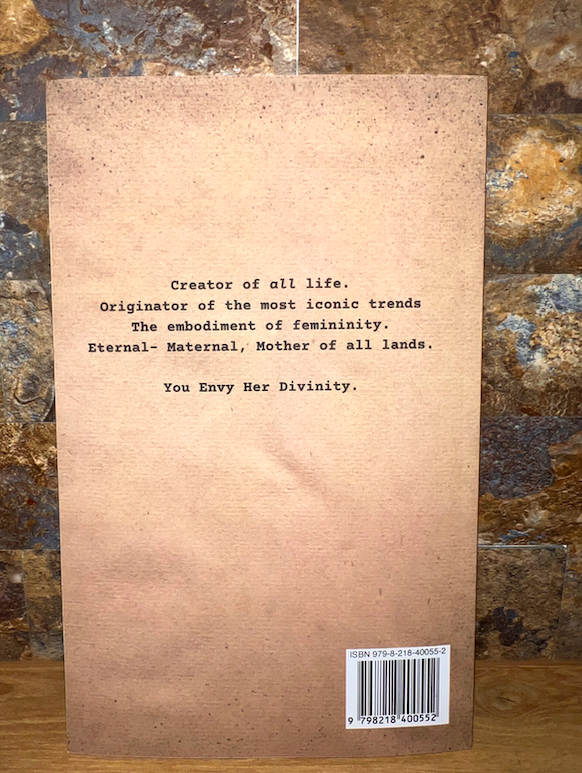 Creator of all life.
Originator of the most iconic trends
The embodiment of femininity.
Eternal- Maternal, Mother of all lands.
You Envy Her Divinity.
ISBN 979-8-218-40055-2
9 798218 400552